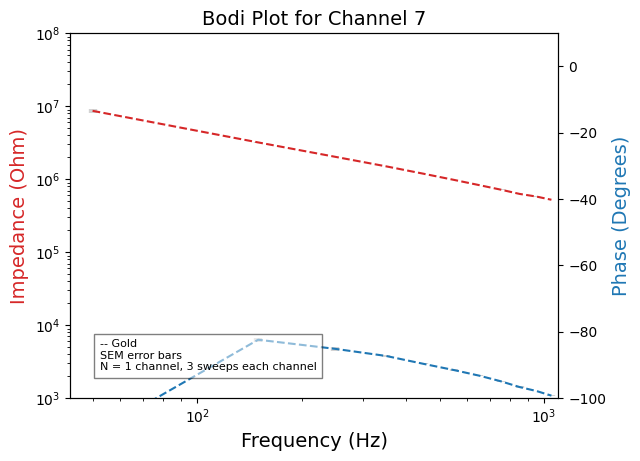 Bodi Plot for Channel 7
Impedance (Ohm)
10^8
10^7
10^6
10^5
10^4
10^3
-- Gold
SEM error bars
N = 1 channel, 3 sweeps each channel
0
−20
−40
−60
−80
−100
Phase (Degrees)
10^2
10^3
Frequency (Hz)